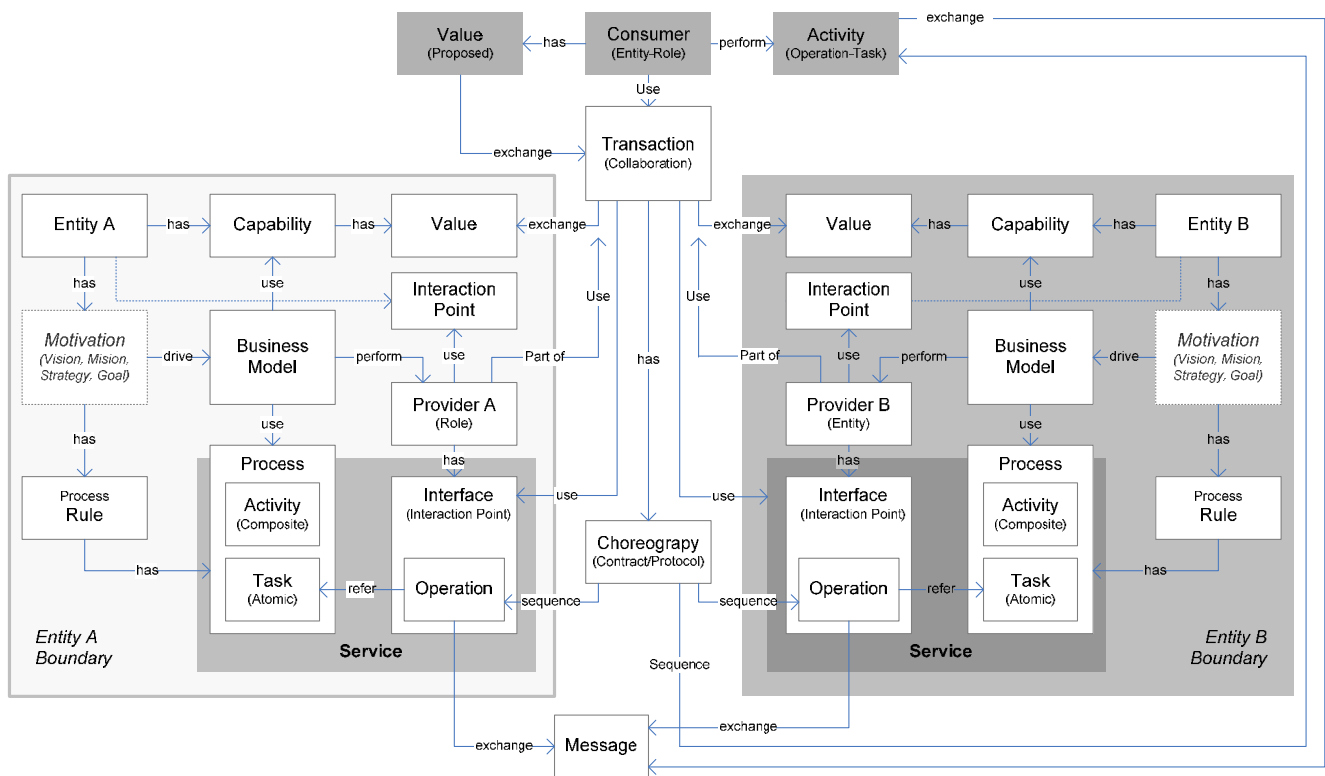 Value
(Proposed)
has
Consumer
(Entity-Role)
perform
Activity
(Operation-Task)
exchange
Use
exchange
Transaction
(Collaboration)
Entity A
has
Capability
has
Value
exchange
exchange
Value
has
Capability
has
Entity B
has
use
Interaction
Point
Use
Use
Interaction
Point
use
has
Motivation
(Vision, Mision,
Strategy, Goal)
drive
Business
Model
perform
use
Part of
has
Part of
use
perform
Business
Model
drive
Motivation
(Vision, Mision,
Strategy, Goal)
Provider A
(Role)
Provider B
(Entity)
has
use
has
has
use
has
Process
Rule
Process
Activity
(Composite)
Interface
(Interaction Point)
use
use
Interface
(Interaction Point)
Process
Activity
(Composite)
Process
Rule
Choreograpy
(Contract/Protocol)
has
Task
(Atomic)
refer
Operation
sequence
sequence
Operation
refer
Task
(Atomic)
has
Entity A
Boundary
Service
Sequence
Service
Entity B
Boundary
exchange
Message
exchange